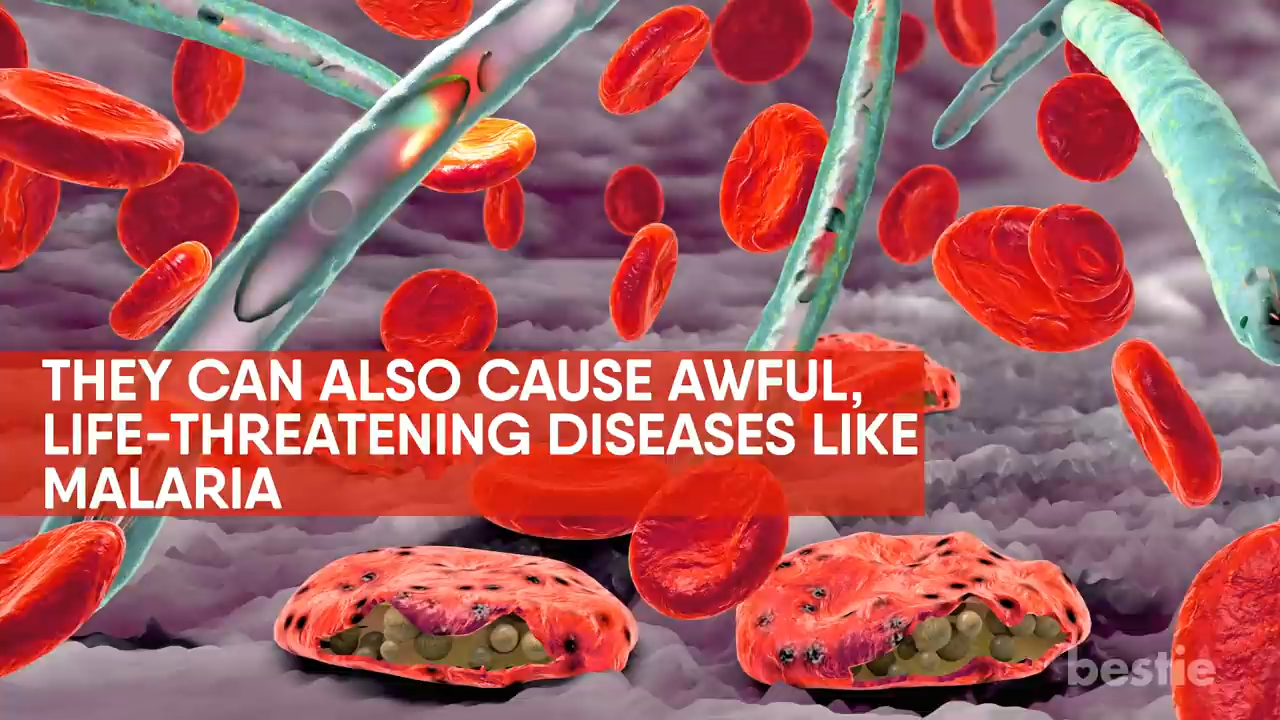 THEY CAN ALSO CAUSE AWFUL,
LIFE-THREATENING DISEASES LIKE
MALARIA
bestie